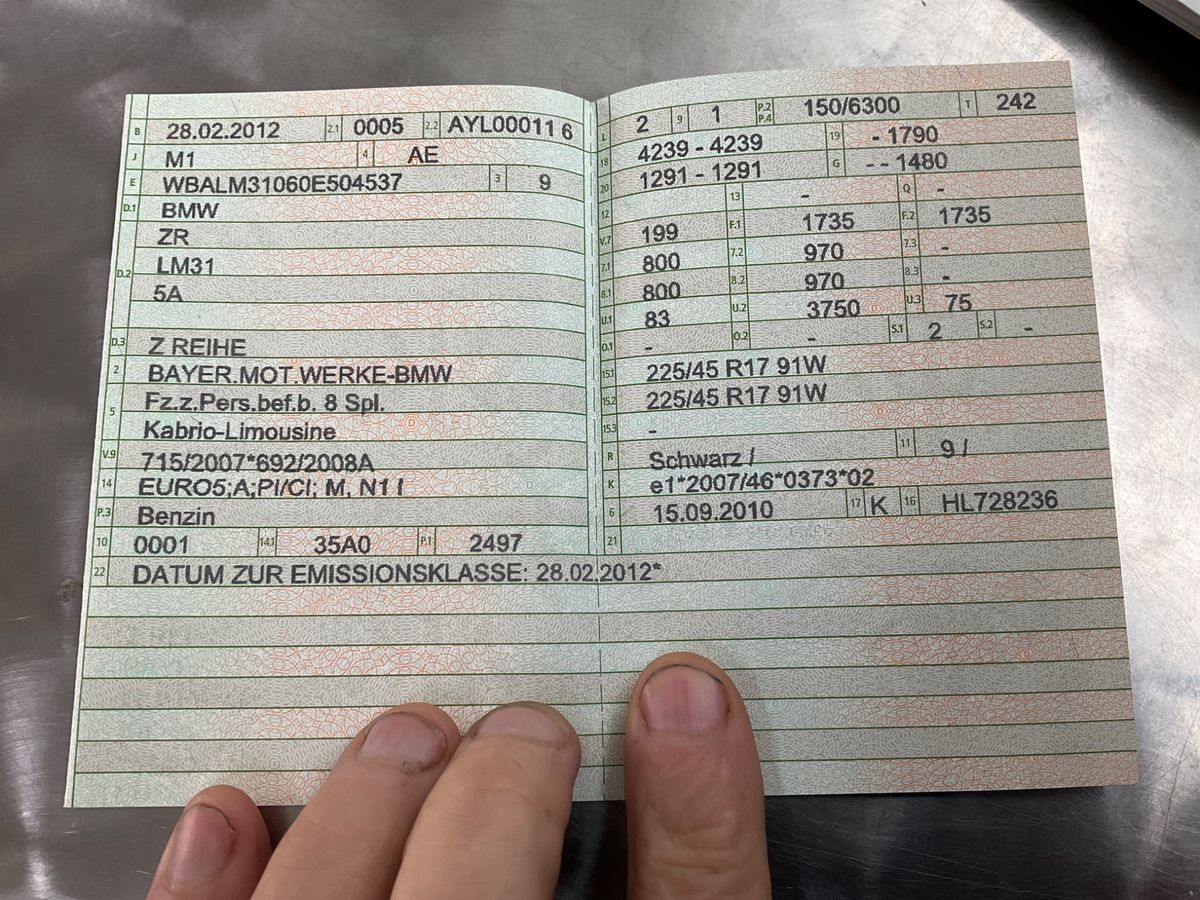 B 28.02.2012 2.1 0005 2.2 AYL00011 6
J M1 4 AE
E WBALM31060E504537 3 9
D.1 BMW
ZR
D.2 LM31
5A
D.3 Z REIHE
2 BAYER.MOT.WERKE-BMW
5 Fz.z.Pers.bef.b. 8 Spl.
Kabrio-Limousine
V.9 715/2007*692/2008A
14 EURO5;A;PI/CI; M, N1 I
P.3 Benzin
10 0001 14.1 35A0 P.1 2497
22 DATUM ZUR EMISSIONSKLASSE: 28.02.2012*
L 2 9 1 P.2 P.4 150/6300 T 242
18 4239 - 4239 19 - 1790
20 1291 - 1291 G - - 1480
12 13 - Q -
V.7 199 F.1 1735 F.2 1735
7.1 800 7.2 970 7.3 -
8.1 800 8.2 970 8.3 -
U.1 83 U.2 3750 U.3 75
O.1 - O.2 - S.1 2 S.2 -
15.1 225/45 R17 91W
15.2 225/45 R17 91W
15.3 -
R Schwarz / 11 9 /
K e1*2007/46*0373*02
6 15.09.2010 17 K 16 HL728236
21